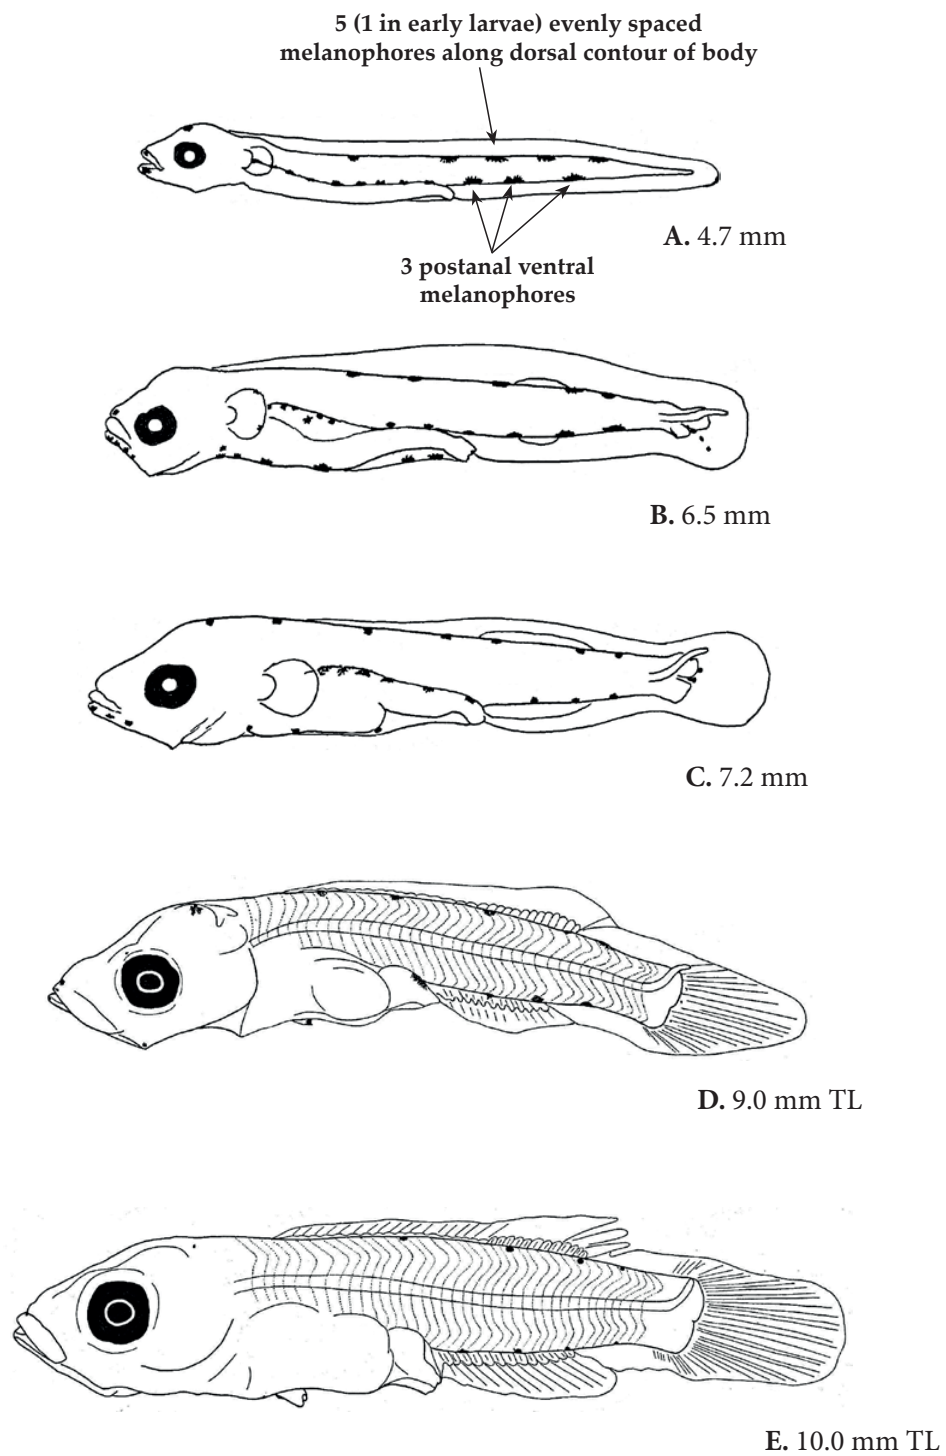 5 (1 in early larvae) evenly spaced
melanophores along dorsal contour of body
A. 4.7 mm
3 postanal ventral
melanophores
B. 6.5 mm
C. 7.2 mm
D. 9.0 mm TL
E. 10.0 mm TL